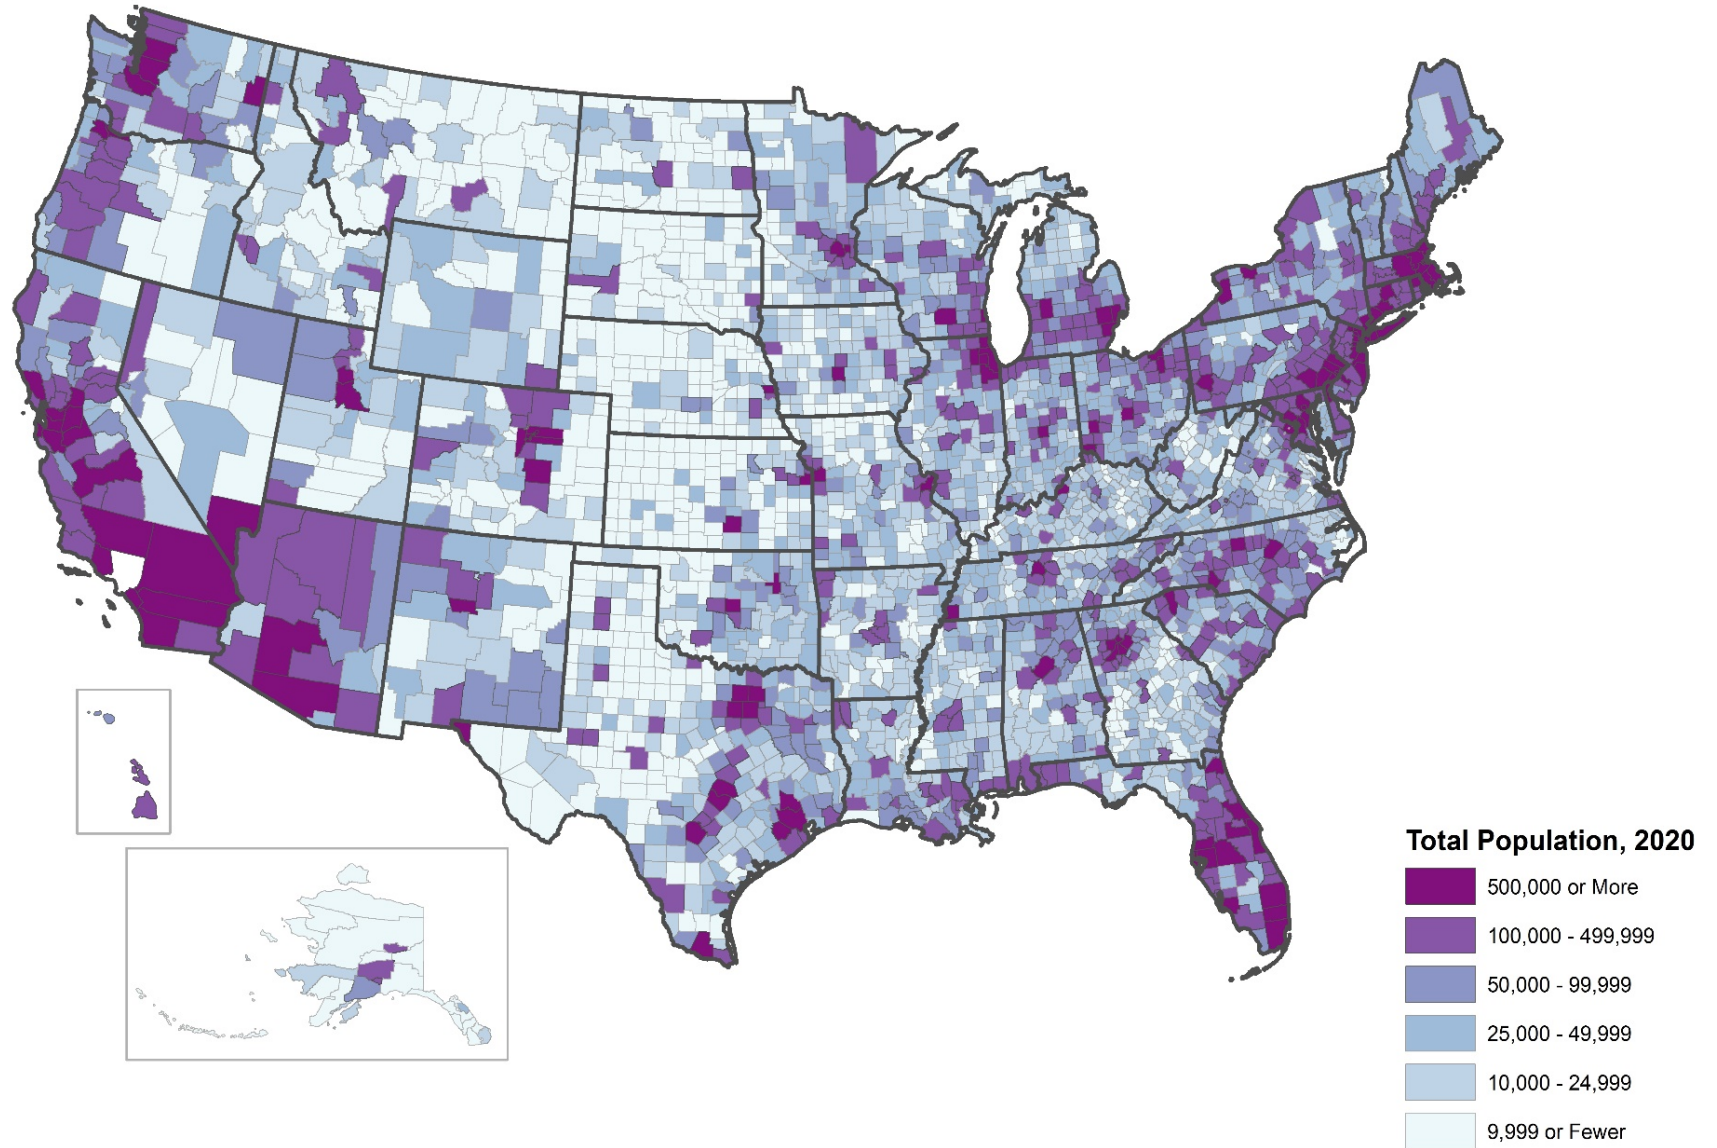 Total Population, 2020
500,000 or More
100,000 - 499,999
50,000 - 99,999
25,000 - 49,999
10,000 - 24,999
9,999 or Fewer